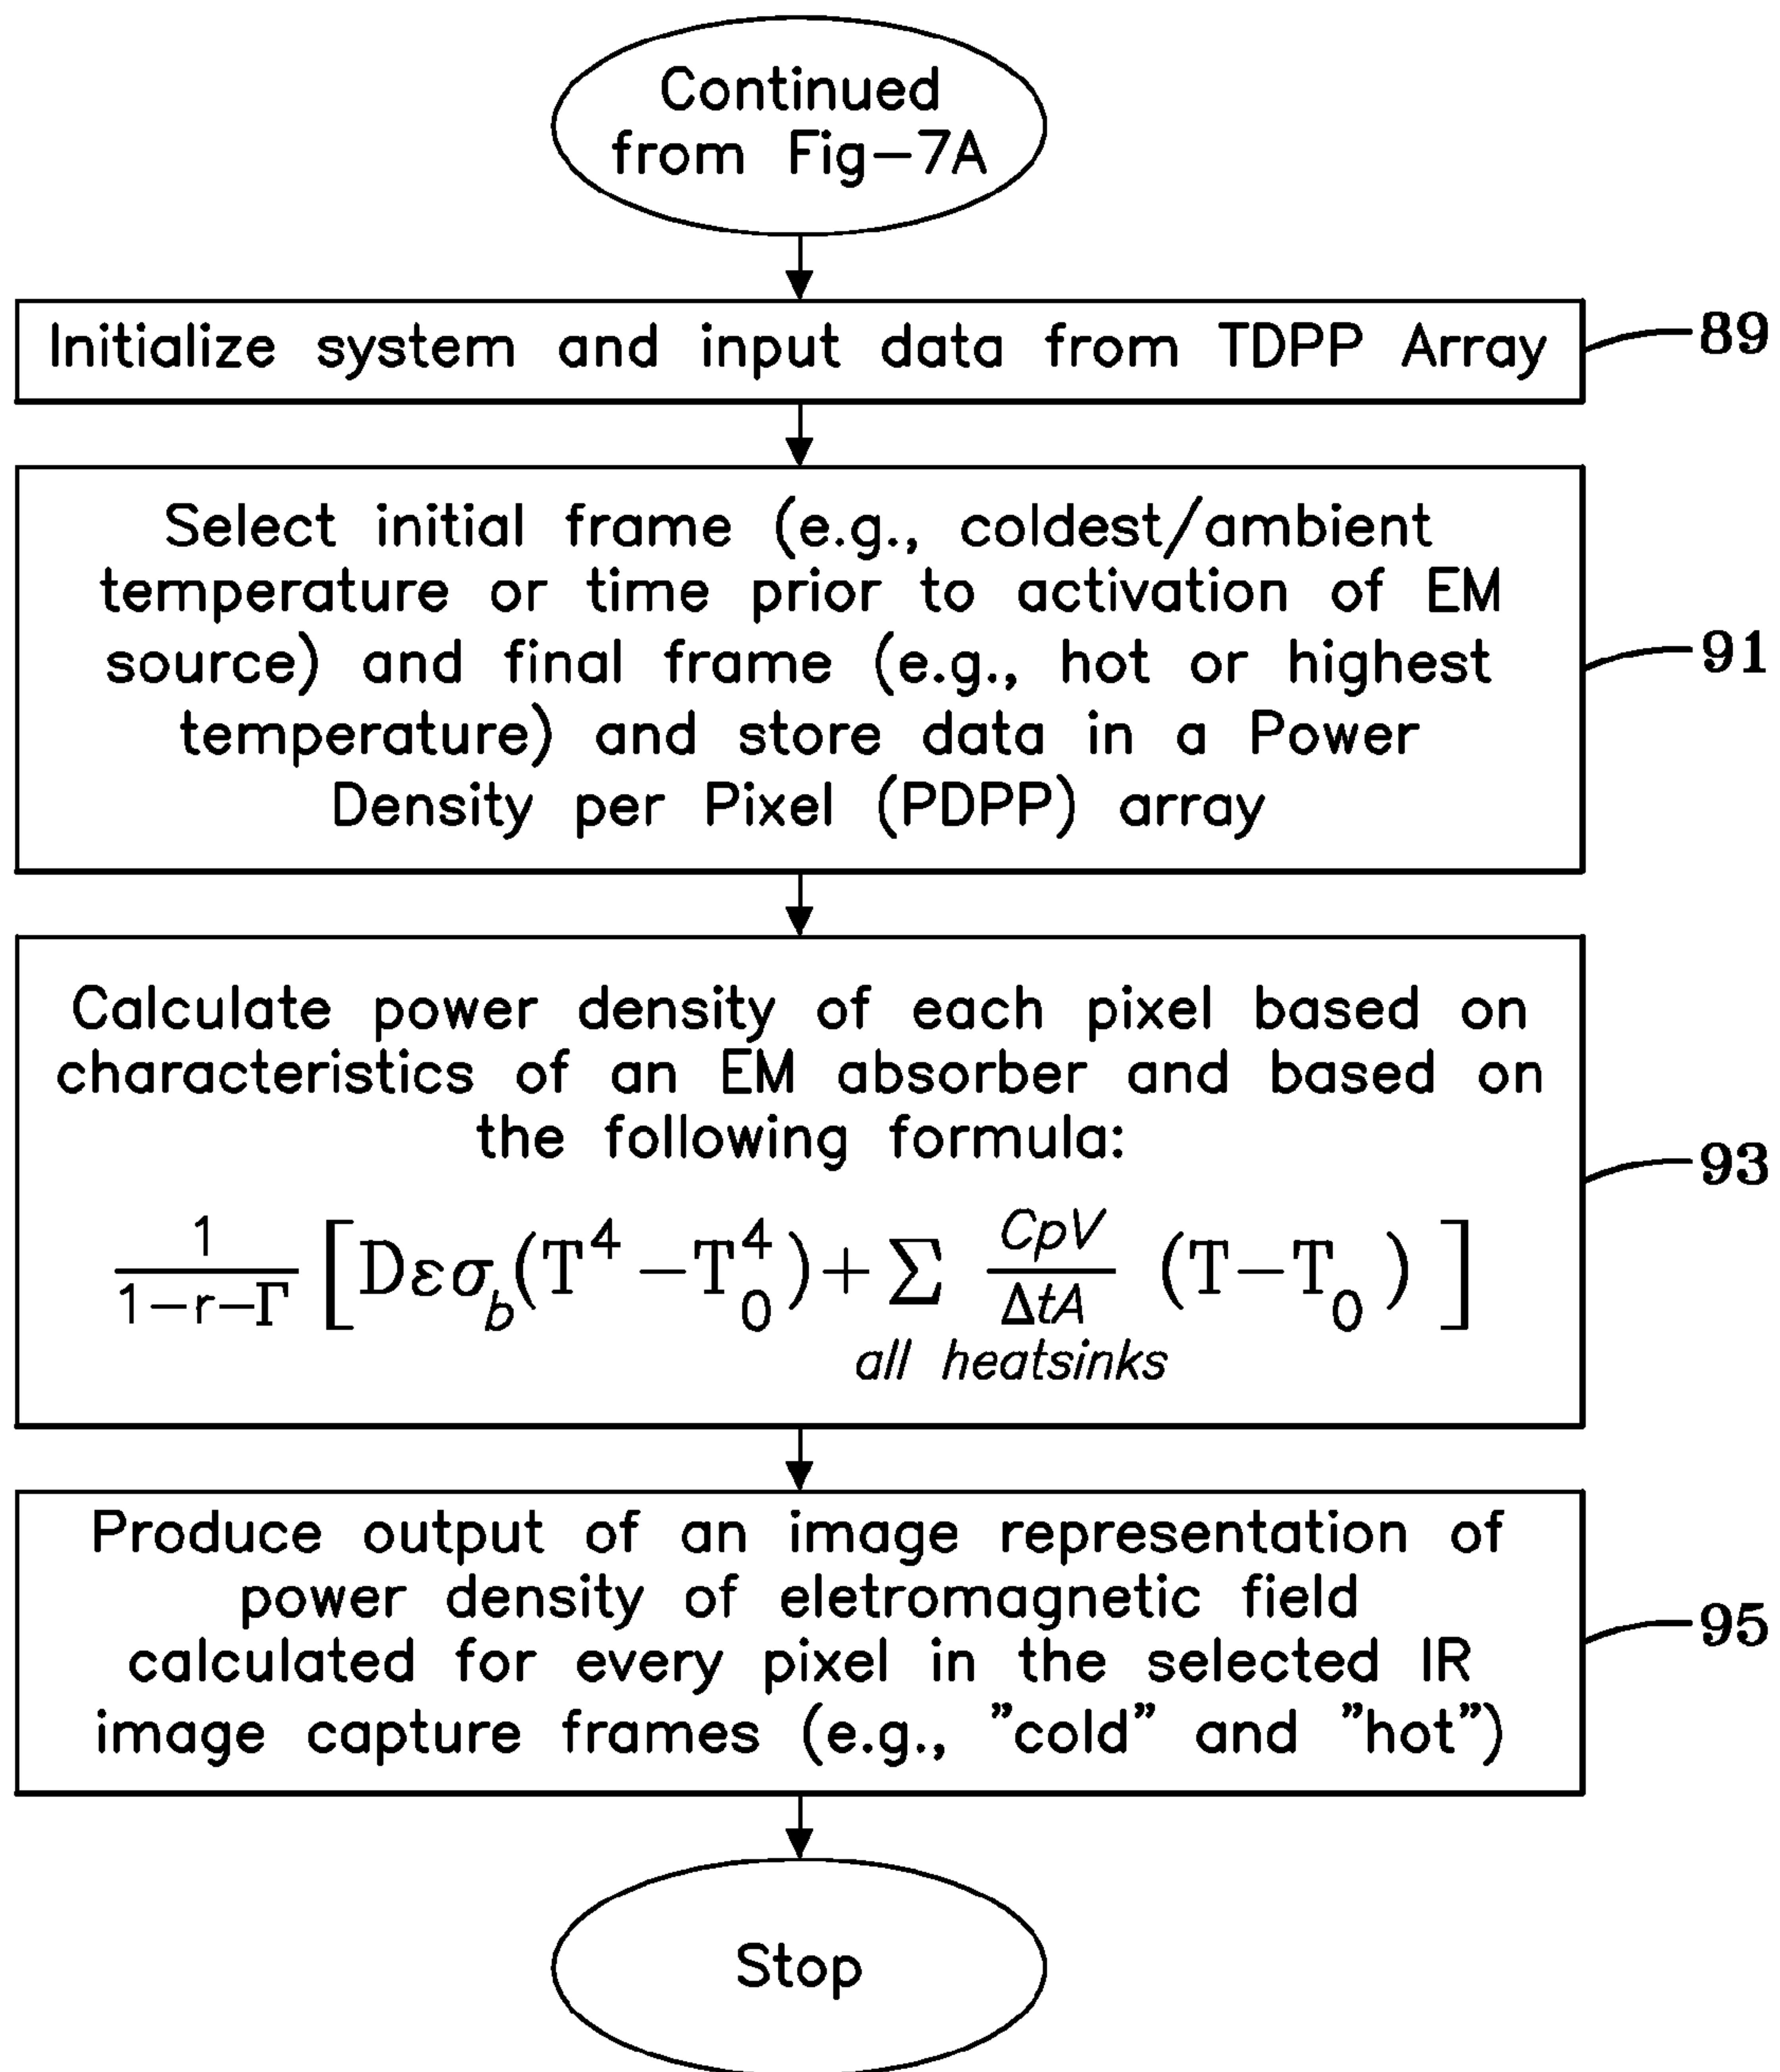 Continued
from Fig-7A
Initialize system and input data from TDPP Array
89
Select initial frame (e.g., coldest/ambient
temperature or time prior to activation of EM
source) and final frame (e.g., hot or highest
temperature) and store data in a Power
Density per Pixel (PDPP) array
91
Calculate power density of each pixel based on
characteristics of an EM absorber and based on
the following formula:
93
1/(1-r-Γ) [Dεσ_b(T^4-T_0^4)+Σ CpV/ΔtA (T-T_0)]
all heatsinks
Produce output of an image representation of
power density of eletromagnetic field
calculated for every pixel in the selected IR
image capture frames (e.g., "cold" and "hot")
95
Stop